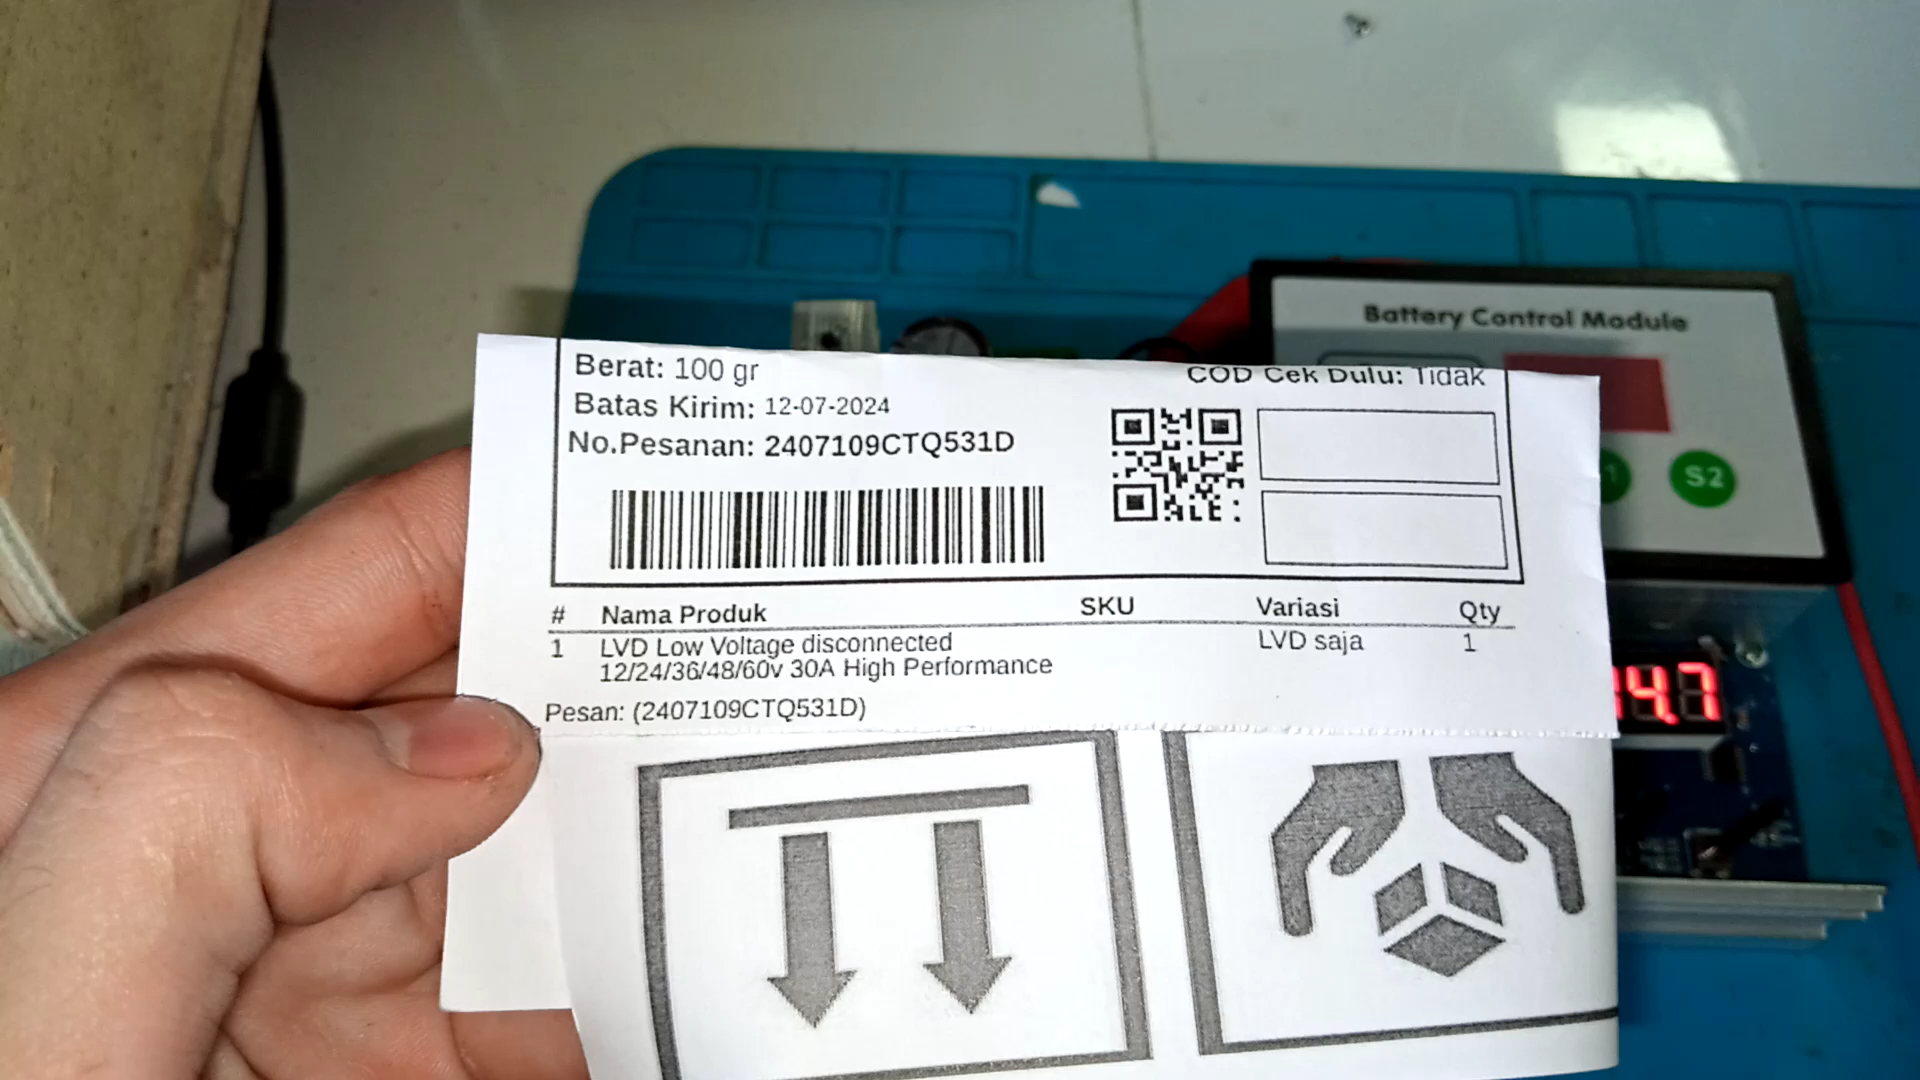 Battery Control Module
S2
Berat: 100 gr
COD Cek Dulu: Tidak
Batas Kirim: 12-07-2024
No.Pesanan: 2407109CTQ531D
# Nama Produk SKU Variasi Qty
1 LVD Low Voltage disconnected LVD saja 1
12/24/36/48/60v 30A High Performance
Pesan: (2407109CTQ531D)
4.7